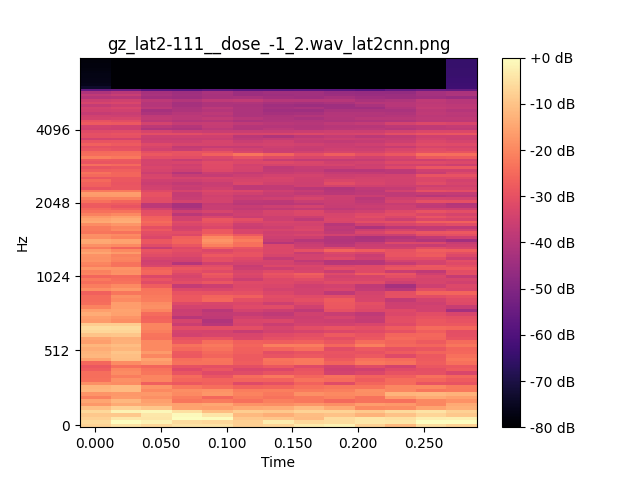 gz_lat2-111__dose_-1_2.wav_lat2cnn.png
Hz
4096
2048
1024
512
0
0.000 0.050 0.100 0.150 0.200 0.250
Time
+0 dB
-10 dB
-20 dB
-30 dB
-40 dB
-50 dB
-60 dB
-70 dB
-80 dB